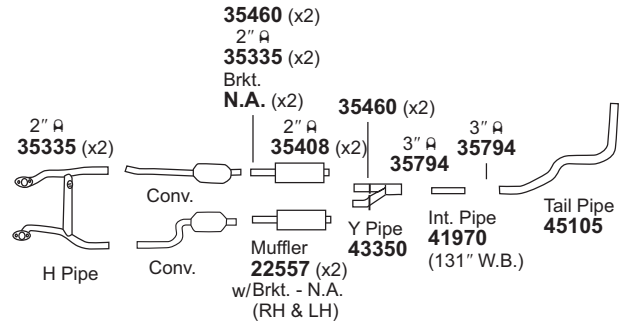 35460 (x2)
2″
35335 (x2)
Brkt.
N.A. (x2)
2″
35335 (x2)
2″
35408 (x2)
35460 (x2)
3″
35794
3″
35794
Conv.
Conv.
H Pipe
Muffler
22557 (x2)
w/Brkt. - N.A.
(RH & LH)
Y Pipe
43350
Int. Pipe
41970
(131″ W.B.)
Tail Pipe
45105